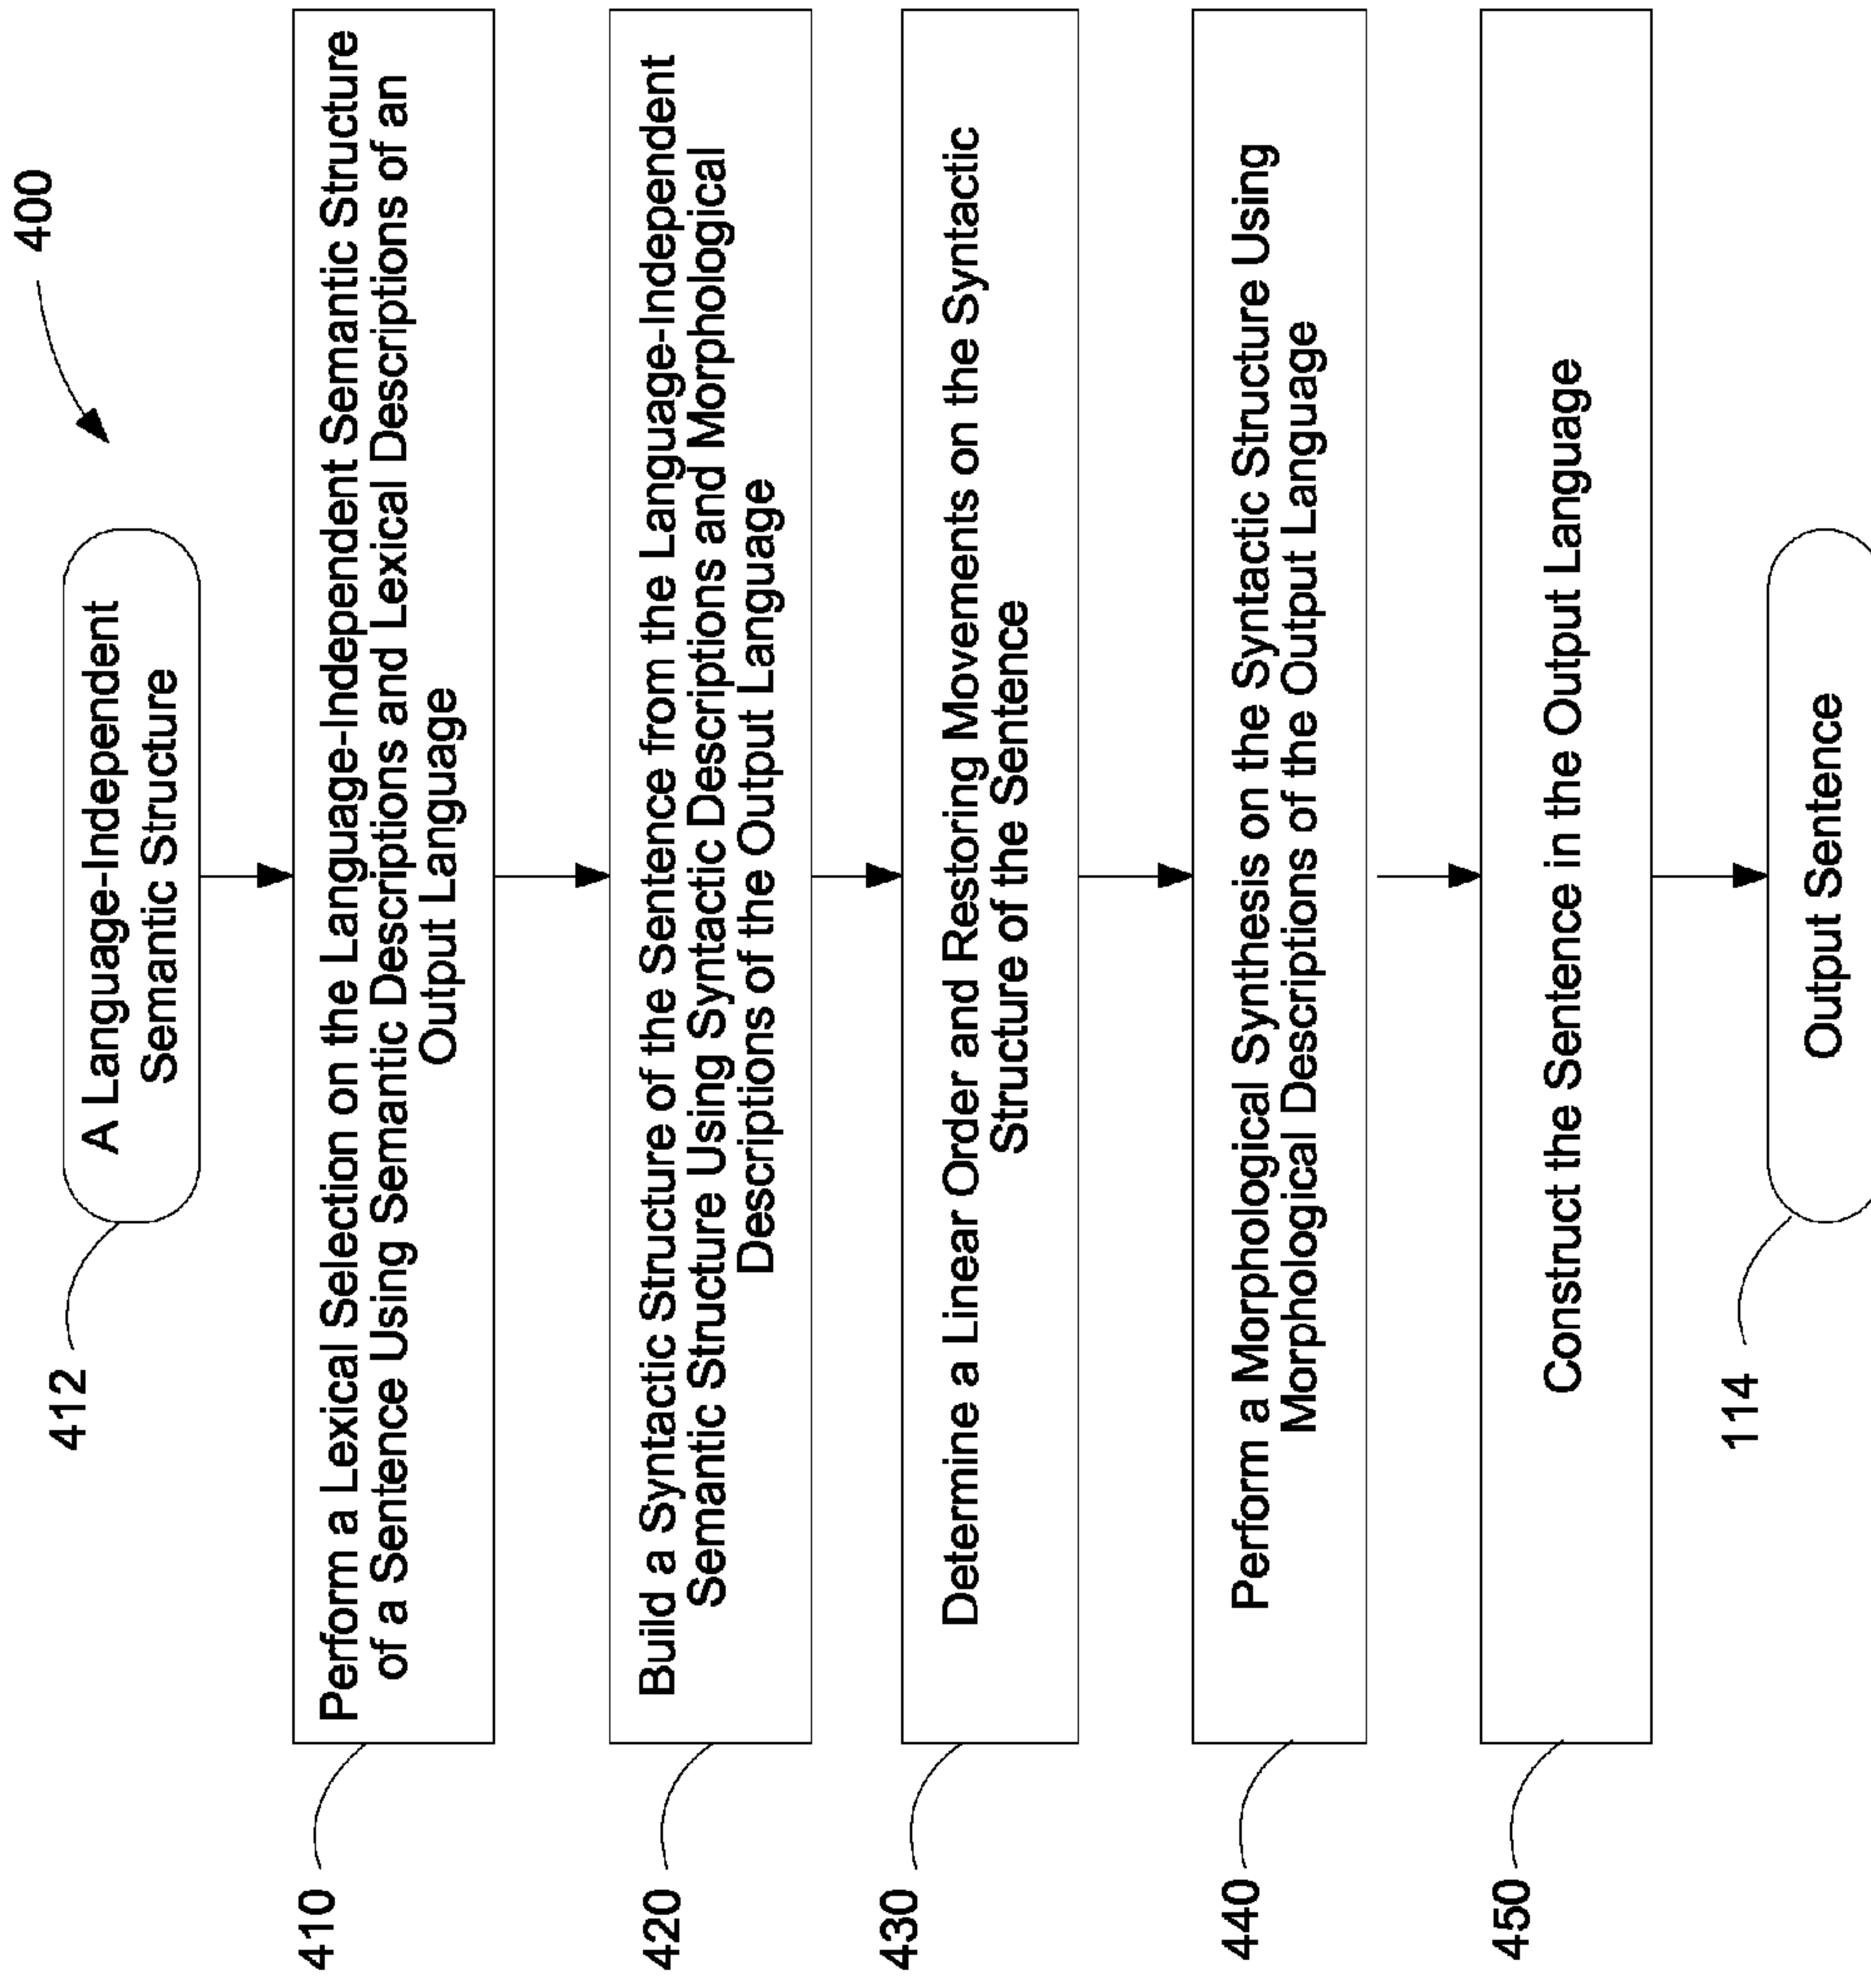 400
412
A Language-Independent
Semantic Structure
410
Perform a Lexical Selection on the Language-Independent Semantic Structure
of a Sentence Using Semantic Descriptions and Lexical Descriptions of an
Output Language
420
Build a Syntactic Structure of the Sentence from the Language-Independent
Semantic Structure Using Syntactic Descriptions and Morphological
Descriptions of the Output Language
430
Determine a Linear Order and Restoring Movements on the Syntactic
Structure of the Sentence
440
Perform a Morphological Synthesis on the Syntactic Structure Using
Morphological Descriptions of the Output Language
450
Construct the Sentence in the Output Language
114
Output Sentence